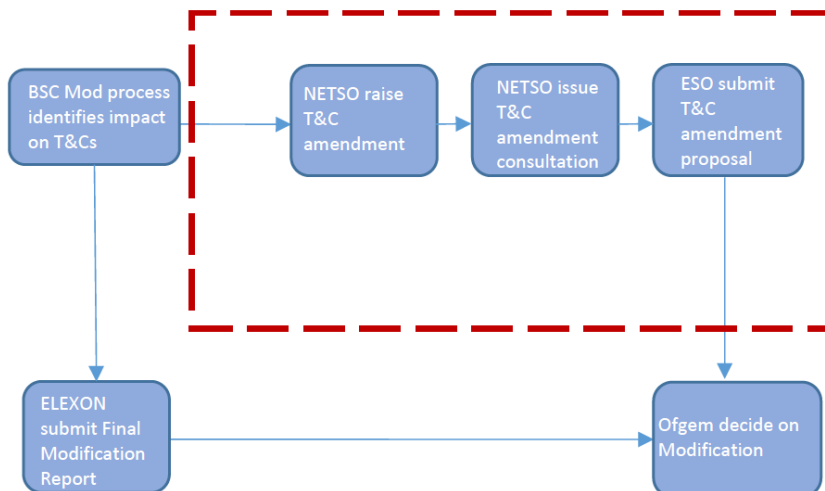 BSC Mod process
identifies impact
on T&Cs
NETSO raise
T&C
amendment
NETSO issue
T&C
amendment
consultation
ESO submit
T&C
amendment
proposal
ELEXON
submit Final
Modification
Report
Ofgem decide on
Modification